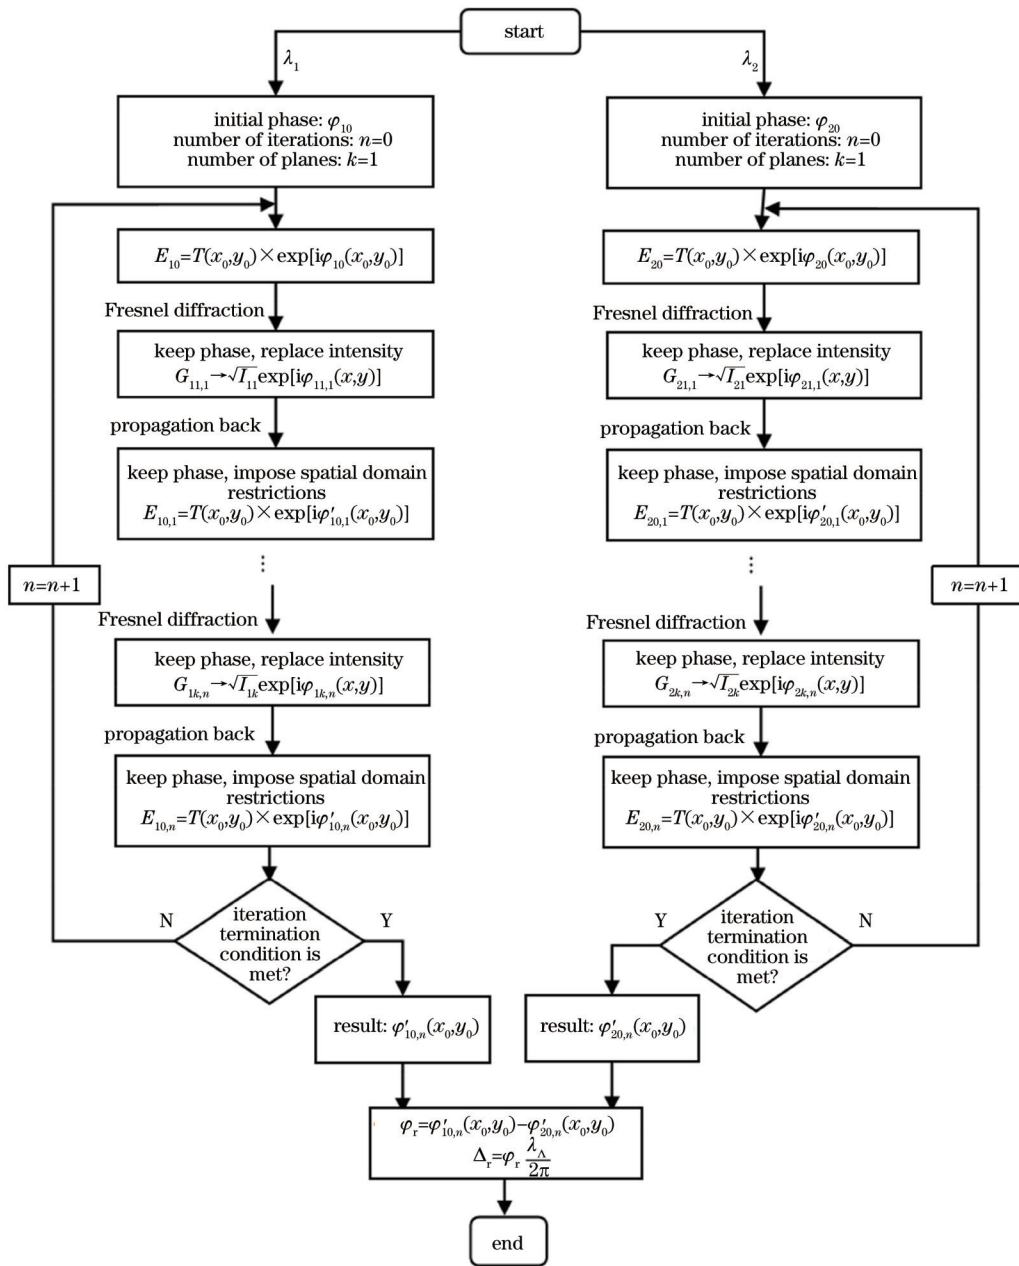 start
λ₁
λ₂
initial phase: φ₁₀
number of iterations: n=0
number of planes: k=1
initial phase: φ₂₀
number of iterations: n=0
number of planes: k=1
E₁₀=T(x₀,y₀)×exp[iφ₁₀(x₀,y₀)]
E₂₀=T(x₀,y₀)×exp[iφ₂₀(x₀,y₀)]
Fresnel diffraction
Fresnel diffraction
keep phase, replace intensity
G₁₁,₁→√I₁₁exp[iφ₁₁,₁(x,y)]
keep phase, replace intensity
G₂₁,₁→√I₂₁exp[iφ₂₁,₁(x,y)]
propagation back
propagation back
keep phase, impose spatial domain
restrictions
E₁₀,₁=T(x₀,y₀)×exp[iφ′₁₀,₁(x₀,y₀)]
keep phase, impose spatial domain
restrictions
E₂₀,₁=T(x₀,y₀)×exp[iφ′₂₀,₁(x₀,y₀)]
⋮
⋮
n=n+1
n=n+1
Fresnel diffraction
Fresnel diffraction
keep phase, replace intensity
G₁ₖ,ₙ→√I₁ₖexp[iφ₁ₖ,ₙ(x,y)]
keep phase, replace intensity
G₂ₖ,ₙ→√I₂ₖexp[iφ₂ₖ,ₙ(x,y)]
propagation back
propagation back
keep phase, impose spatial domain
restrictions
E₁₀,ₙ=T(x₀,y₀)×exp[iφ′₁₀,ₙ(x₀,y₀)]
keep phase, impose spatial domain
restrictions
E₂₀,ₙ=T(x₀,y₀)×exp[iφ′₂₀,ₙ(x₀,y₀)]
N
iteration
termination
condition is
met?
Y
Y
iteration
termination
condition is
met?
N
result: φ′₁₀,ₙ(x₀,y₀)
result: φ′₂₀,ₙ(x₀,y₀)
φᵣ=φ′₁₀,ₙ(x₀,y₀)−φ′₂₀,ₙ(x₀,y₀)
Δᵣ=φᵣ λ_Λ/2π
end